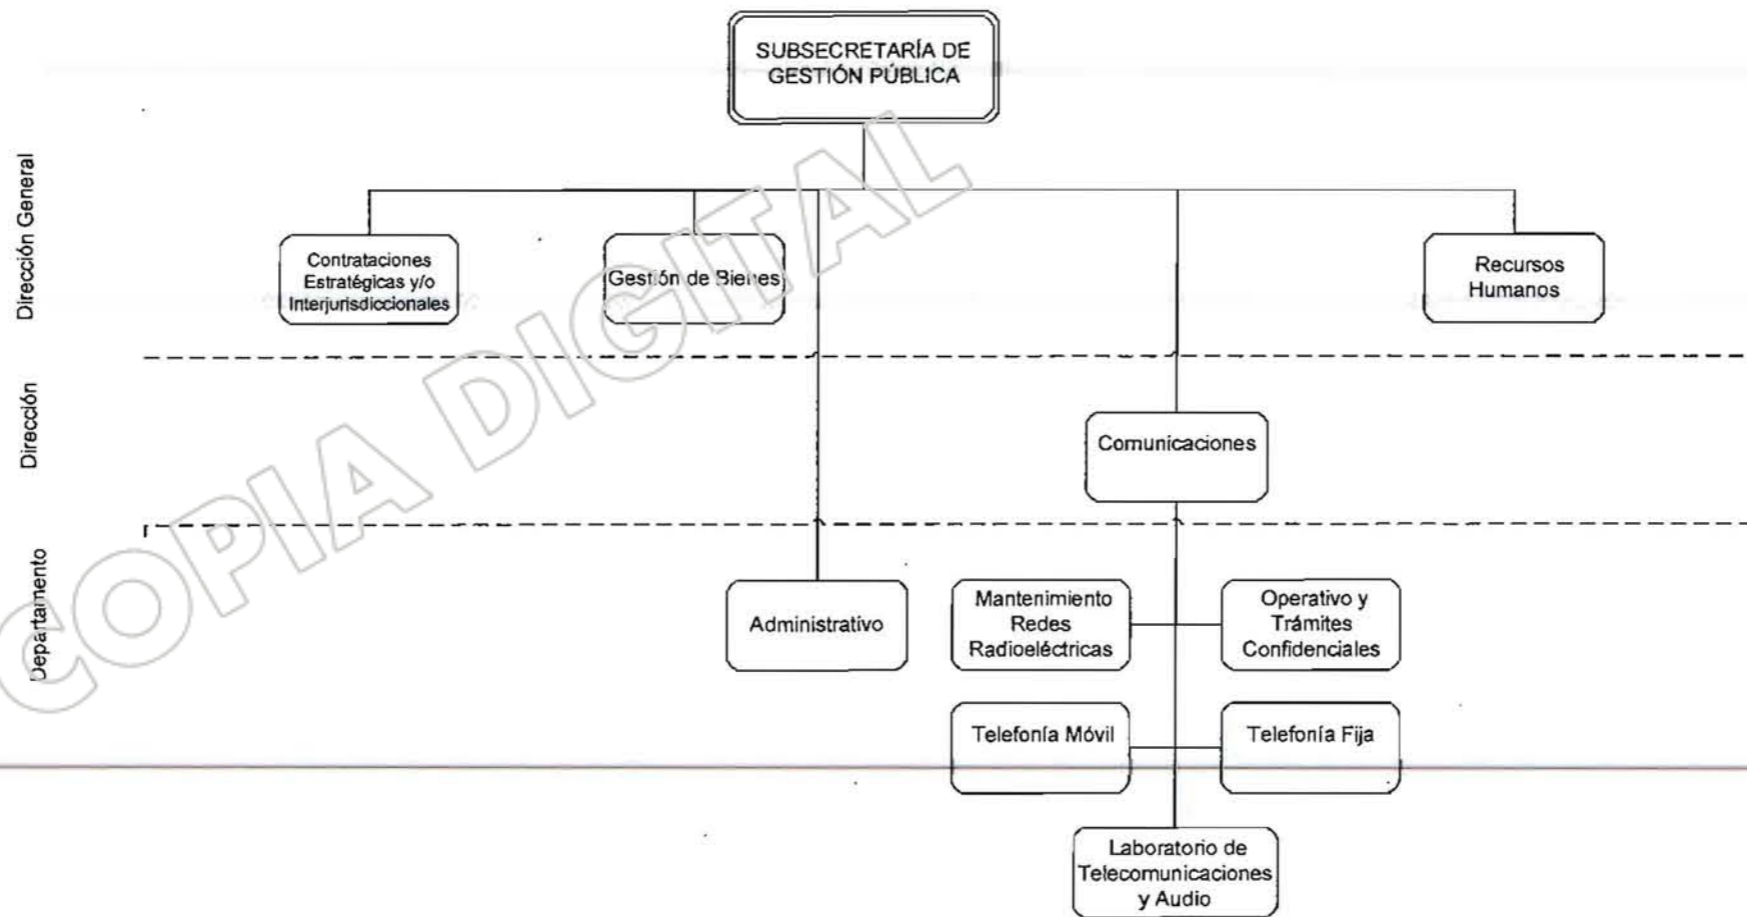 SUBSECRETARÍA DE
GESTIÓN PÚBLICA
Dirección General
Contrataciones
Estratégicas y/o
Interjurisdiccionales
Gestión de Bienes
Recursos
Humanos
Dirección
Comunicaciones
Departamento
Administrativo
Mantenimiento
Redes
Radioeléctricas
Operativo y
Trámites
Confidenciales
Telefonía Móvil
Telefonía Fija
Laboratorio de
Telecomunicaciones
y Audio
COPIA DIGITAL